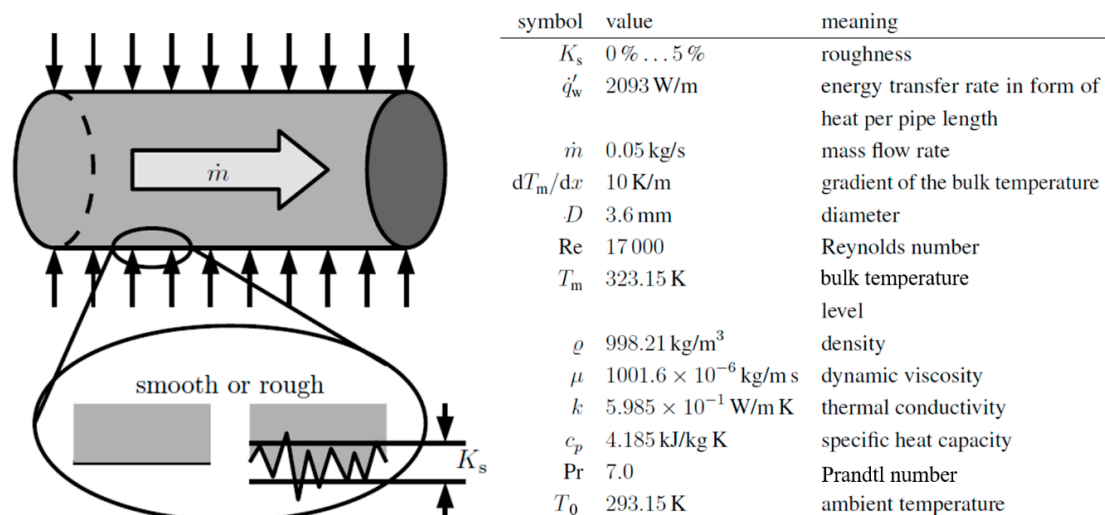 ṁ
smooth or rough
Kₛ
symbol value meaning
Kₛ 0 % … 5 % roughness
q̇′w 2093 W/m energy transfer rate in form of
heat per pipe length
ṁ 0.05 kg/s mass flow rate
dTₘ/dx 10 K/m gradient of the bulk temperature
D 3.6 mm diameter
Re 17 000 Reynolds number
Tₘ 323.15 K bulk temperature
level
ϱ 998.21 kg/m³ density
μ 1001.6 × 10⁻⁶ kg/m s dynamic viscosity
k 5.985 × 10⁻¹ W/m K thermal conductivity
cₚ 4.185 kJ/kg K specific heat capacity
Pr 7.0 Prandtl number
T₀ 293.15 K ambient temperature